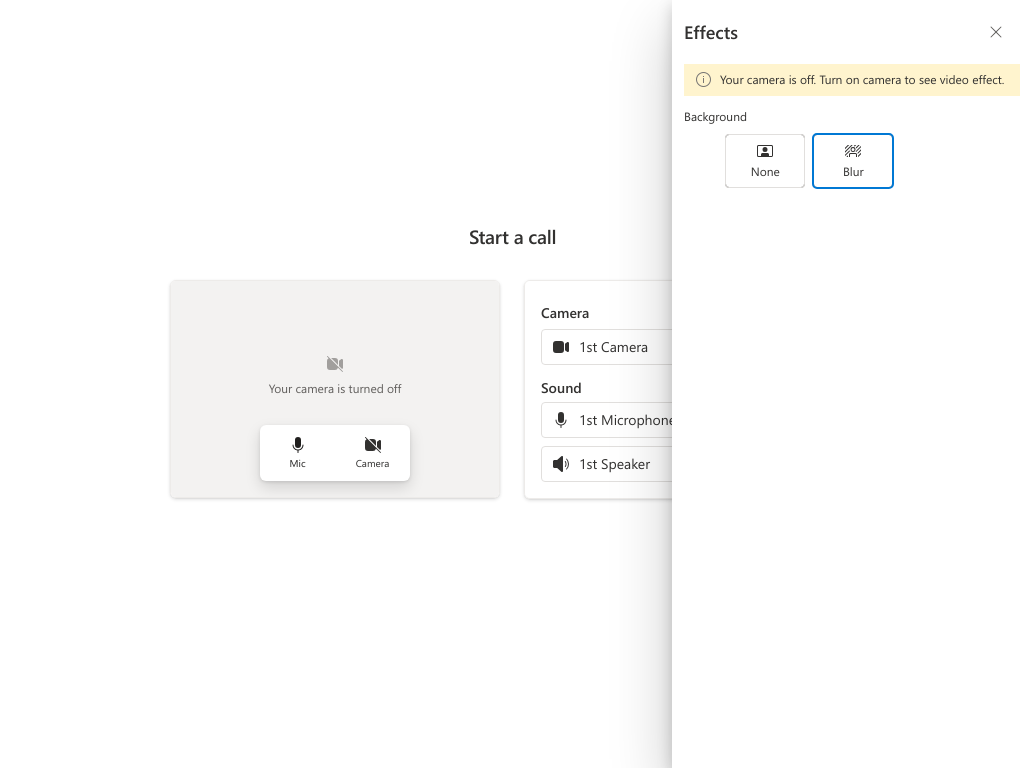 Effects
Your camera is off. Turn on camera to see video effect.
Background
None
Blur
Start a call
Your camera is turned off
Mic
Camera
Camera
1st Camera
Sound
1st Microphone
1st Speaker